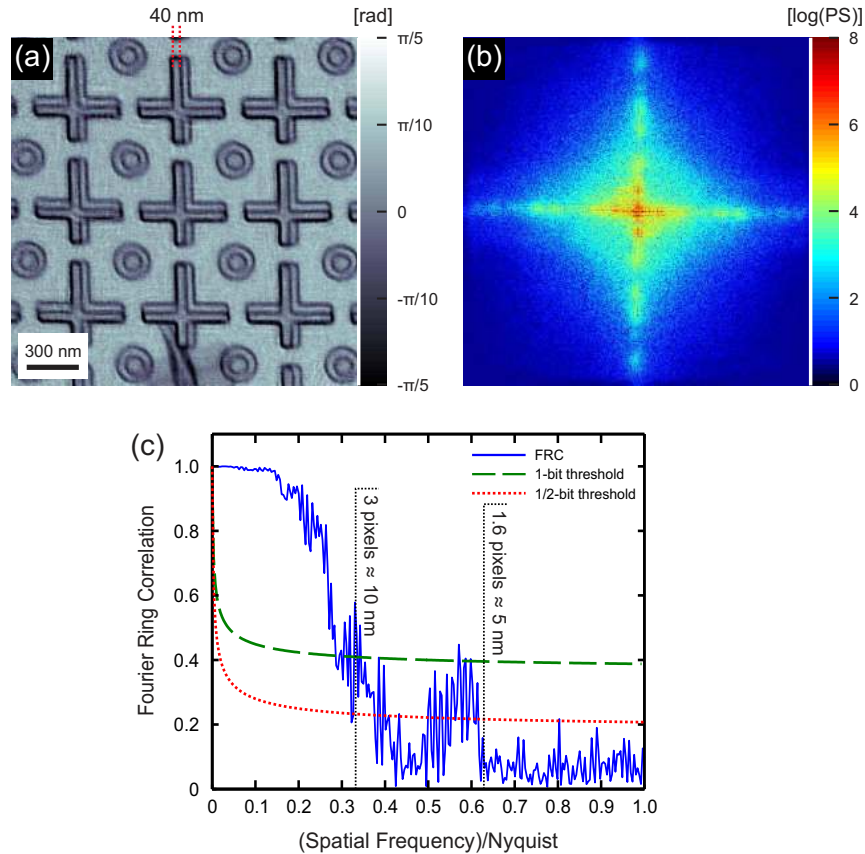 40 nm
[rad]
(a)
π/5
π/10
0
-π/10
-π/5
300 nm
[log(PS)]
(b)
8
6
4
2
0
(c)
FRC
1-bit threshold
1/2-bit threshold
3 pixels ≈ 10 nm
1.6 pixels ≈ 5 nm
Fourier Ring Correlation
1.0
0.8
0.6
0.4
0.2
0
0 0.1 0.2 0.3 0.4 0.5 0.6 0.7 0.8 0.9 1.0
(Spatial Frequency)/Nyquist